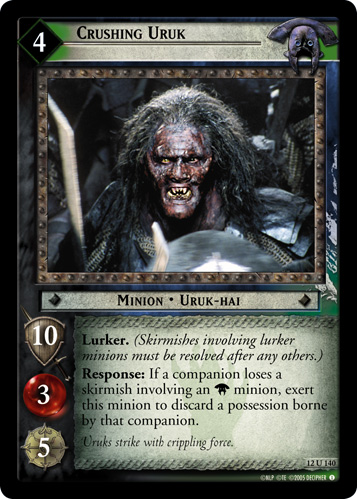 4 Crushing Uruk
Minion • Uruk-hai
10
3
5
Lurker. (Skirmishes involving lurker
minions must be resolved after any others.)
Response: If a companion loses a
skirmish involving an minion, exert
this minion to discard a possession borne
by that companion.
Uruks strike with crippling force.
12 U 140
©NLP ©TE ©2005 DECIPHER